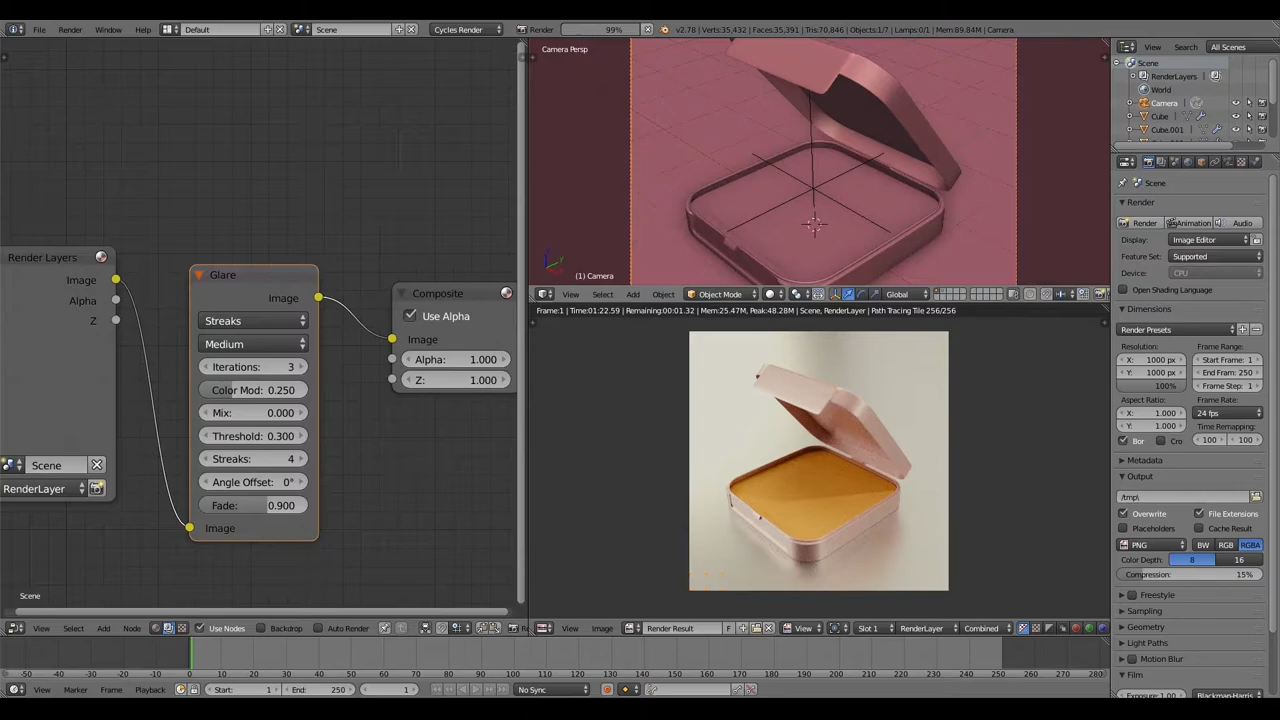 File
Render
Window
Help
Default
Scene
Cycles Render
Render
99%
v2.78 | Verts:35,432 | Faces:35,391 | Tris:70,846 | Objects:1/7 | Lamps:0/1 | Mem:89.84M | Camera
View
Search
All Scenes
Camera Persp
Scene
RenderLayers
World
Camera
Cube
Cube.001
Scene
Render
Render
Animation
Audio
Display:
Image Editor
Feature Set:
Supported
Device:
CPU
Open Shading Language
Dimensions
Render Presets
Resolution:
Frame Range:
X: 1000 px
Start Frame: 1
Y: 1000 px
End Fram: 250
100%
Frame Step: 1
Aspect Ratio:
Frame Rate:
X: 1.000
24 fps
Y: 1.000
Time Remapping:
Bor
Cro
100
100
Metadata
Output
/tmp\
Overwrite
File Extensions
Placeholders
Cache Result
PNG
BW
RGB
RGBA
Color Depth:
8
16
Compression:
15%
Freestyle
Sampling
Geometry
Light Paths
Motion Blur
Film
Exposure: 1.00
Blackman-Harris
Render Layers
Image
Alpha
Z
Scene
RenderLayer
Glare
Image
Streaks
Medium
Iterations: 3
Color Mod: 0.250
Mix: 0.000
Threshold: 0.300
Streaks: 4
Angle Offset: 0°
Fade: 0.900
Image
Composite
Use Alpha
Image
Alpha: 1.000
Z: 1.000
(1) Camera
View
Select
Add
Object
Object Mode
Global
Frame:1 | Time:01:22.59 | Remaining:00:01.32 | Mem:25.47M, Peak:48.28M | Scene, RenderLayer | Path Tracing Tile 256/256
Scene
View
Select
Add
Node
Use Nodes
Backdrop
Auto Render
Re
View
Image
Render Result
F
View
Slot 1
RenderLayer
Combined
-50
-40
-30
-20
-10
0
10
20
30
40
50
60
70
80
90
100
110
120
130
140
150
160
170
180
190
200
210
220
230
240
250
260
270
280
View
Marker
Frame
Playback
Start: 1
End: 250
1
No Sync